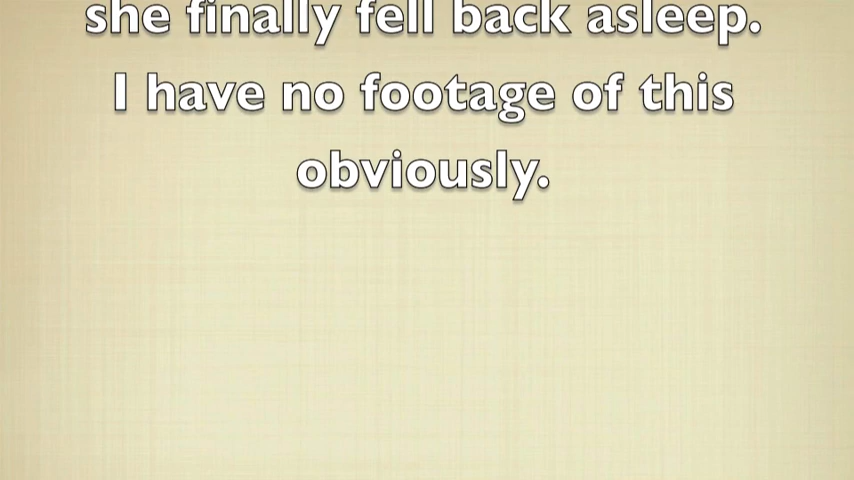 she finally fell back asleep.
I have no footage of this
obviously.